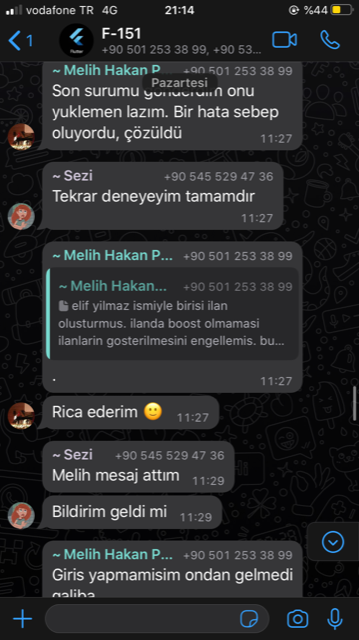 vodafone TR 4G
21:14
%44
1
F-151
+90 501 253 38 99, +90 53...
Flutter
~ Melih Hakan P... +90 501 253 38 99
Pazartesi
Son surumu gonderdim onu
yuklemen lazım. Bir hata sebep
oluyordu, çözüldü
11:27
~ Sezi +90 545 529 47 36
Tekrar deneyeyim tamamdır
11:27
~ Melih Hakan P... +90 501 253 38 99
~ Melih Hakan... +90 501 253 38 99
elif yilmaz ismiyle birisi ilan
olusturmus. ilanda boost olmamasi
ilanlarin gosterilmesini engellemis. bu...
.
11:27
Rica ederim 🙂 11:27
~ Sezi +90 545 529 47 36
Melih mesaj attım 11:29
Bildirim geldi mi 11:29
~ Melih Hakan P... +90 501 253 38 99
Giris yapmamisim ondan gelmedi
galiba